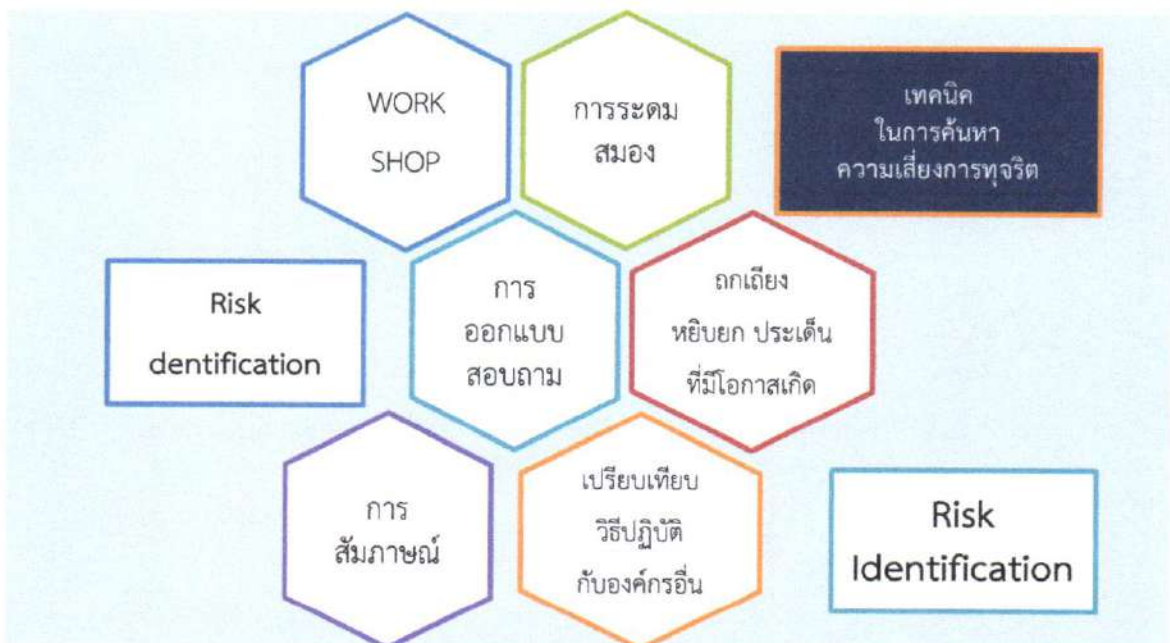 WORK
SHOP
การระดม
สมอง
เทคนิค
ในการค้นหา
ความเสี่ยงการทุจริต
Risk
dentification
การ
ออกแบบ
สอบถาม
ถกเถียง
หยิบยก ประเด็น
ที่มีโอกาสเกิด
การ
สัมภาษณ์
เปรียบเทียบ
วิธีปฏิบัติ
กับองค์กรอื่น
Risk
Identification